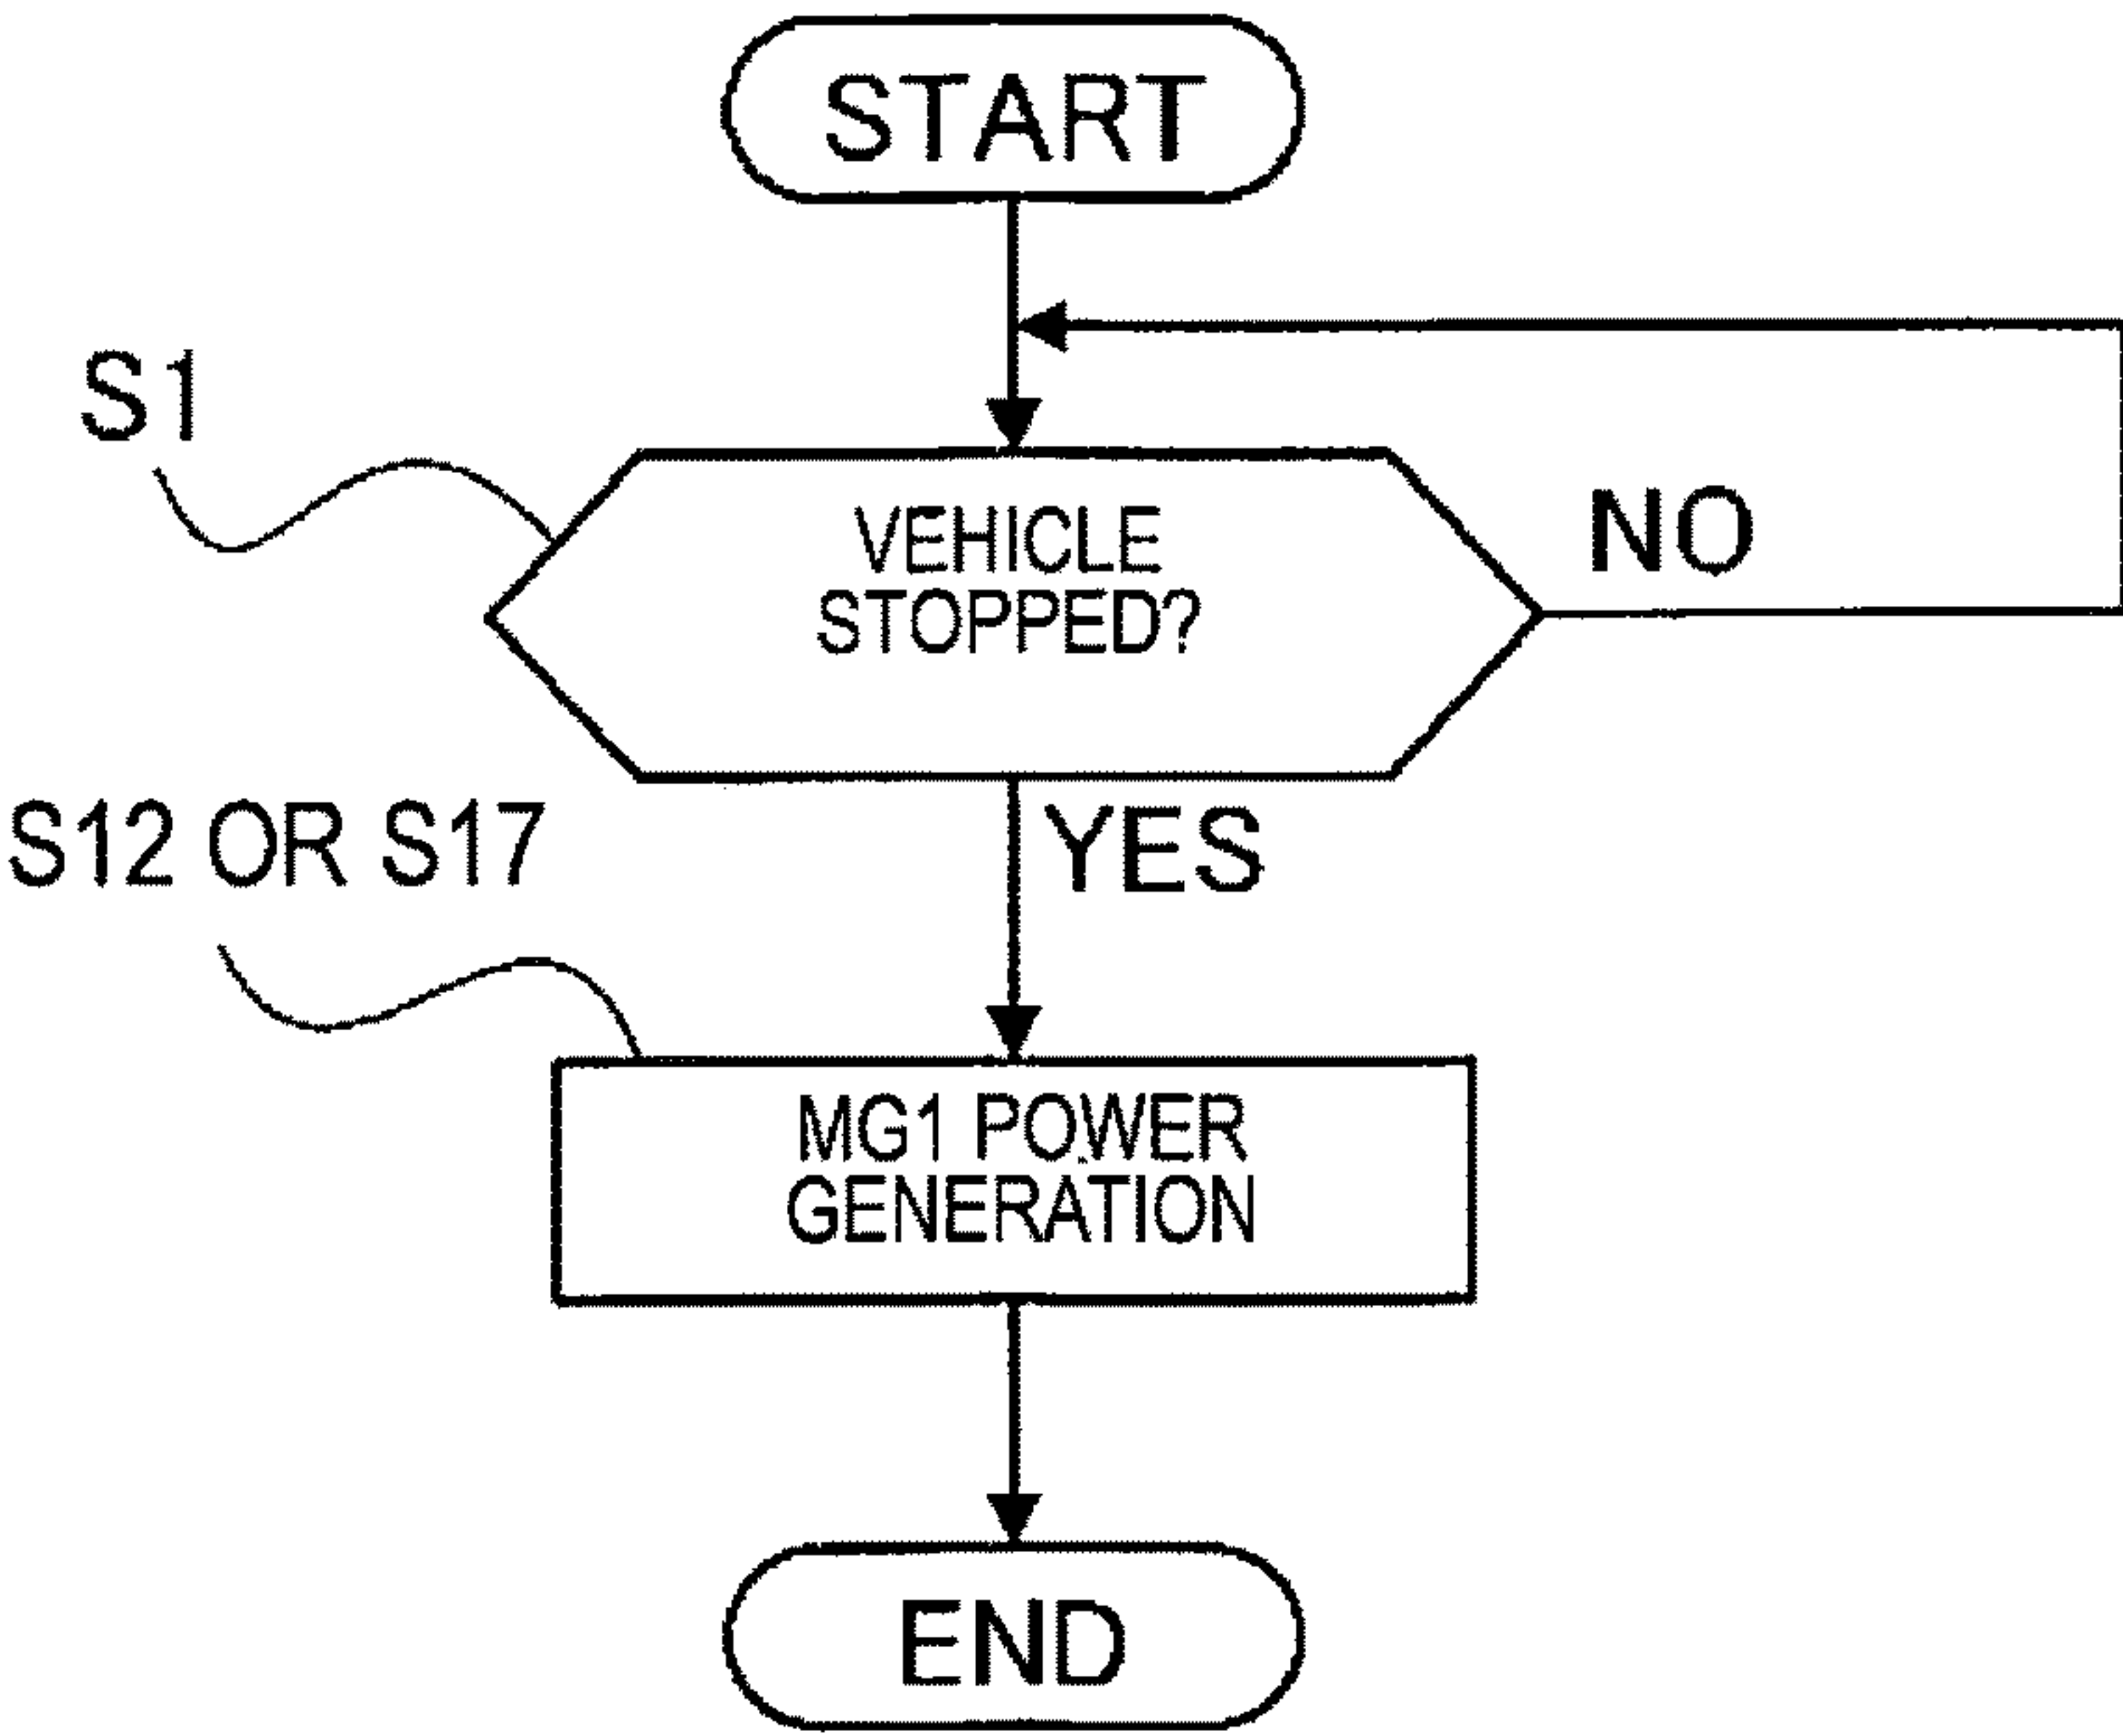 START
S1
VEHICLE
STOPPED?
NO
S12 OR S17
YES
MG1 POWER
GENERATION
END